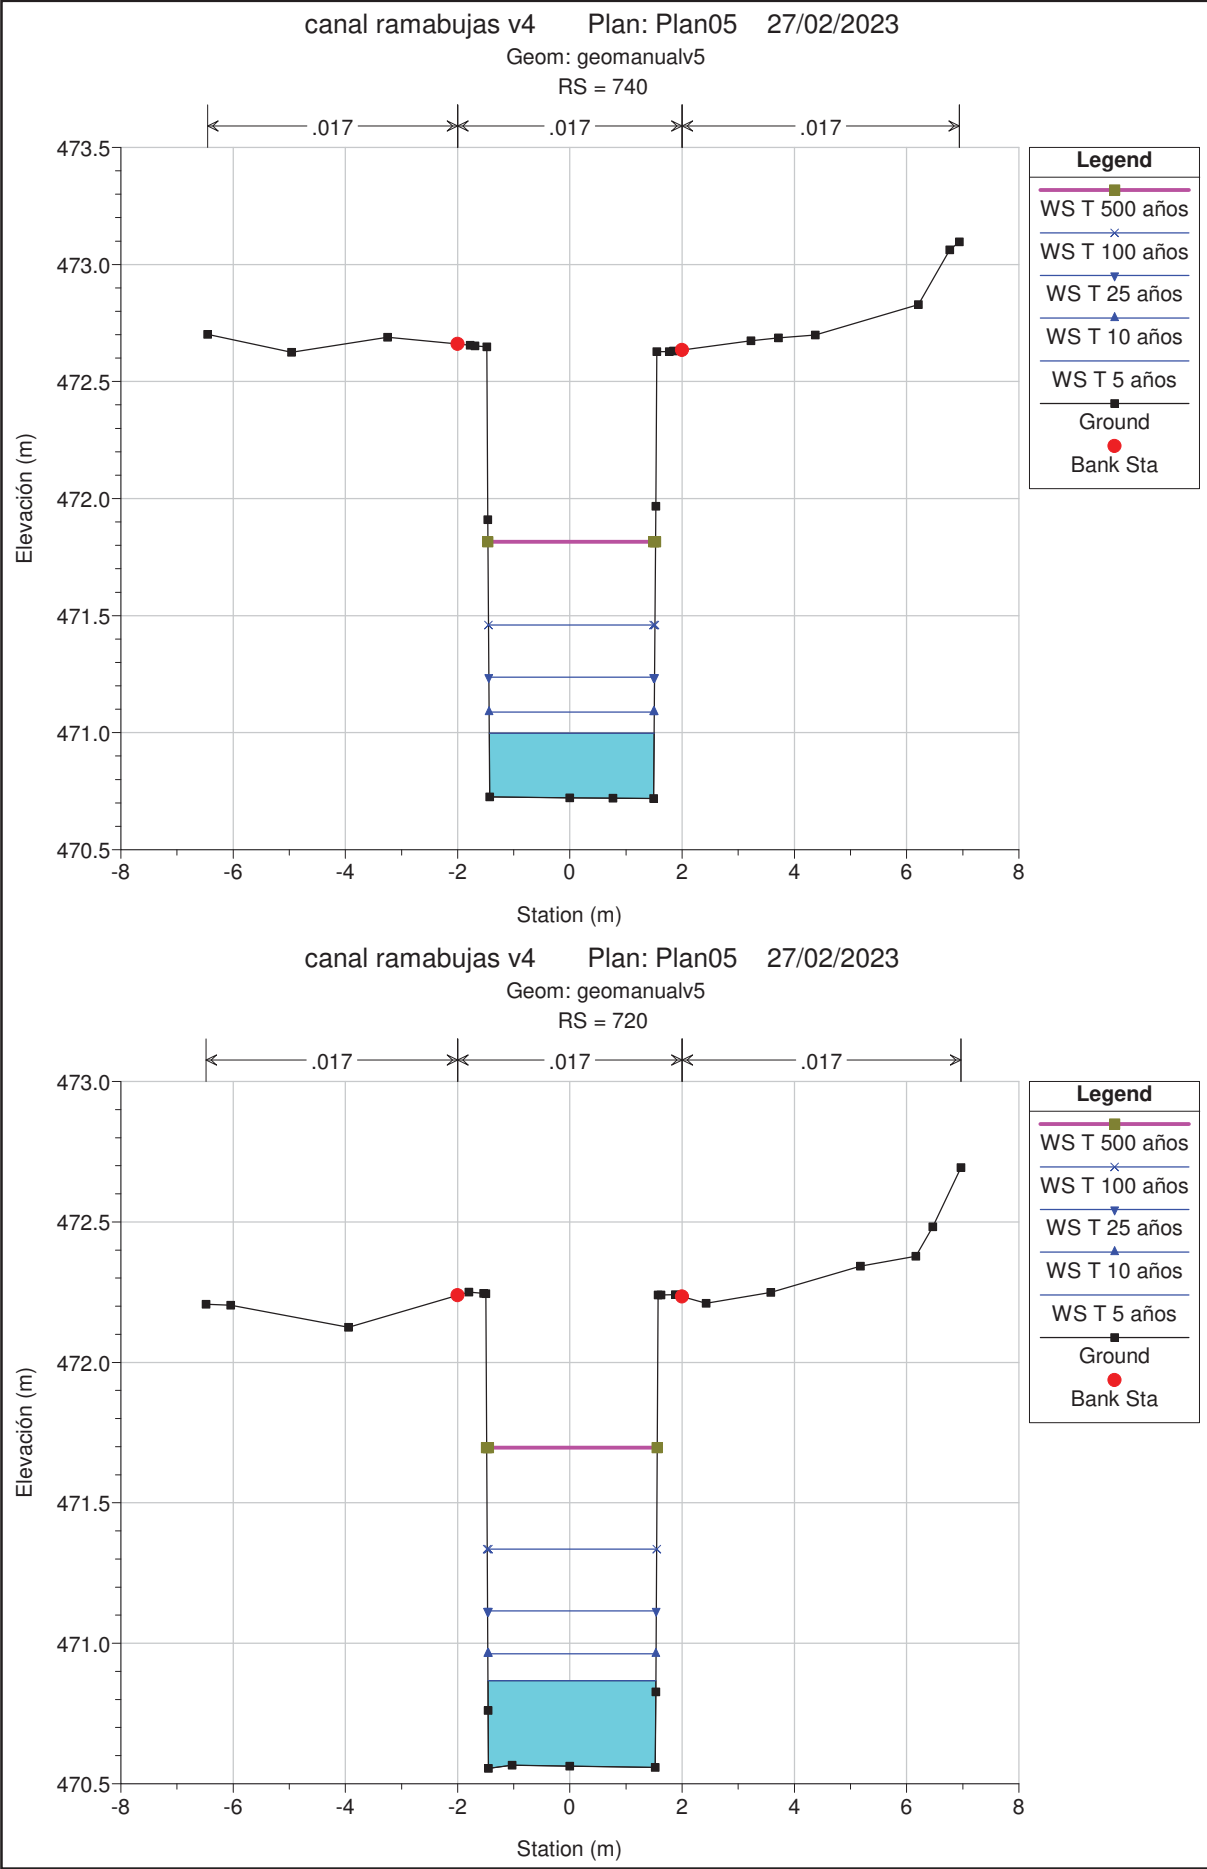 canal ramabujas v4 Plan: Plan05 27/02/2023
Geom: geomanualv5
RS = 740
.017 .017 .017
473.5
473.0
472.5
472.0
471.5
471.0
470.5
-8 -6 -4 -2 0 2 4 6 8
Station (m)
Elevación (m)
Legend
WS T 500 años
WS T 100 años
WS T 25 años
WS T 10 años
WS T 5 años
Ground
Bank Sta
canal ramabujas v4 Plan: Plan05 27/02/2023
Geom: geomanualv5
RS = 720
.017 .017 .017
473.0
472.5
472.0
471.5
471.0
470.5
-8 -6 -4 -2 0 2 4 6 8
Station (m)
Elevación (m)
Legend
WS T 500 años
WS T 100 años
WS T 25 años
WS T 10 años
WS T 5 años
Ground
Bank Sta